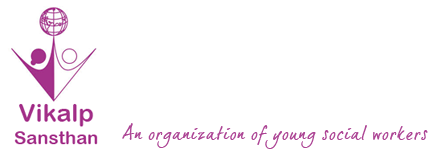 Vikalp
Sansthan
An organization of young social workers